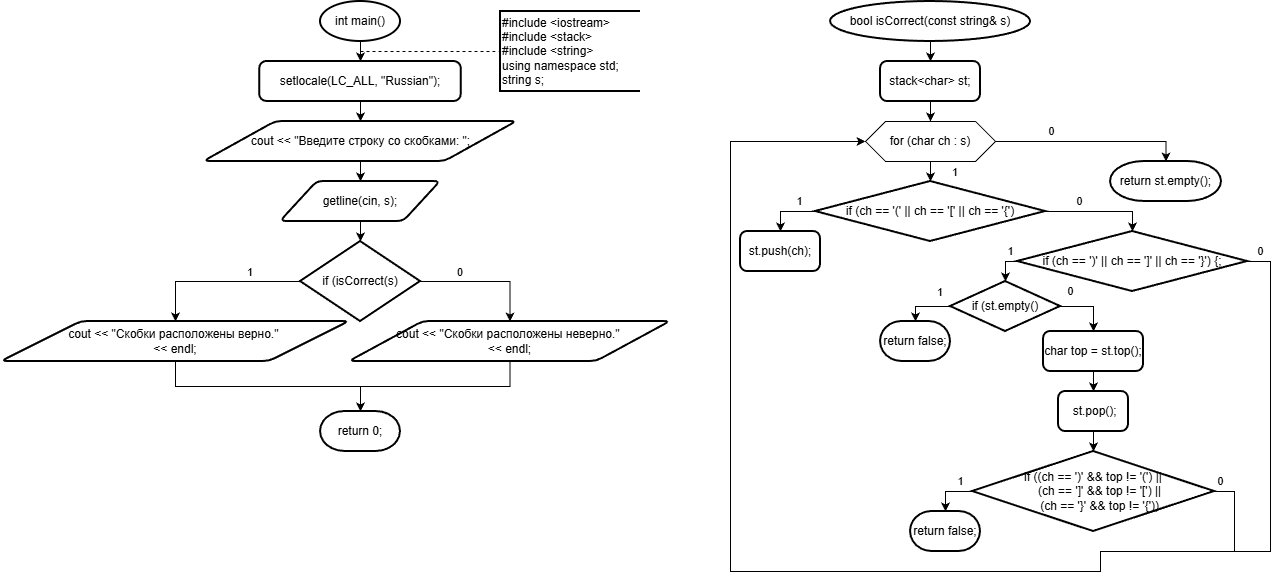 int main()
#include <iostream>
#include <stack>
#include <string>
using namespace std;
string s;
setlocale(LC_ALL, "Russian");
cout << "Введите строку со скобками: ";
getline(cin, s);
if (isCorrect(s)
1
0
cout << "Скобки расположены верно."
<< endl;
cout << "Скобки расположены неверно."
<< endl;
return 0;
bool isCorrect(const string& s)
stack<char> st;
for (char ch : s)
0
return st.empty();
1
if (ch == '(' || ch == '[' || ch == '{')
1
0
st.push(ch);
if (ch == ')' || ch == ']' || ch == '}') {;
1
0
if (st.empty()
1
0
return false;
char top = st.top();
st.pop();
if ((ch == ')' && top != '(') ||
(ch == ']' && top != '[') ||
(ch == '}' && top != '{'))
1
0
return false;